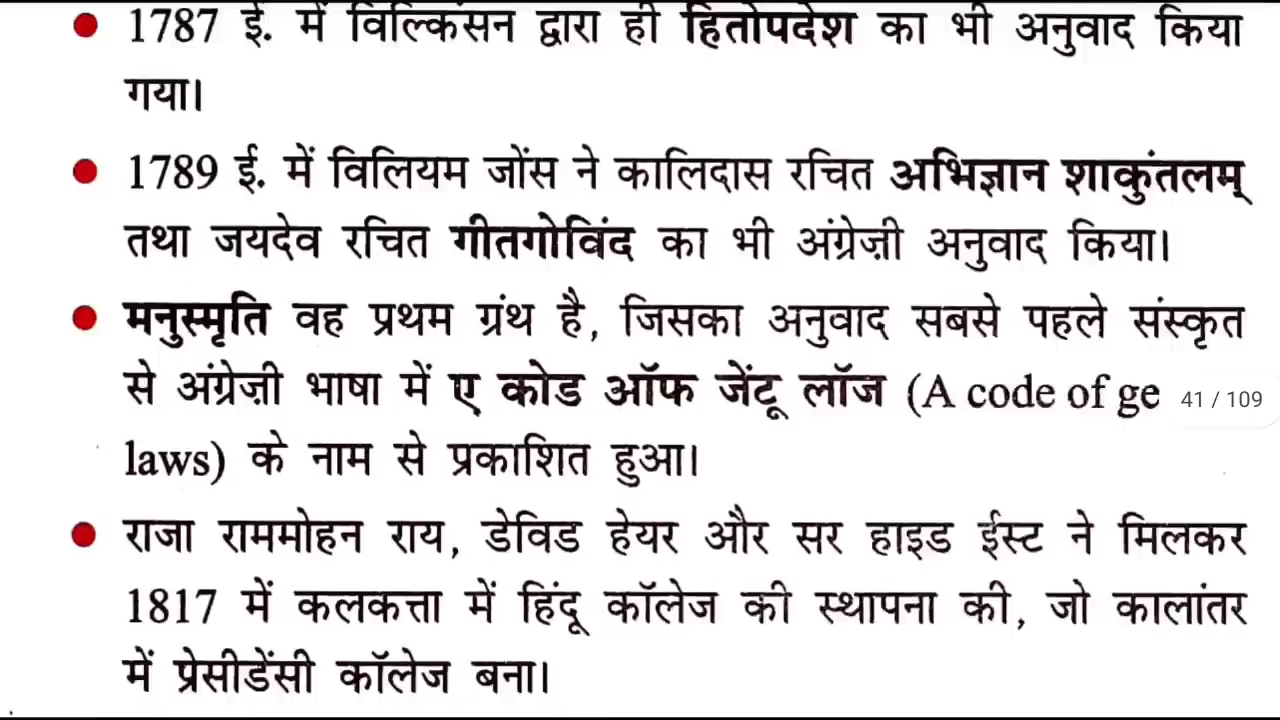 1787 ई. में विल्किंसन द्वारा ही हितोपदेश का भी अनुवाद किया
गया।
1789 ई. में विलियम जोंस ने कालिदास रचित अभिज्ञान शाकुंतलम्
तथा जयदेव रचित गीतगोविंद का भी अंग्रेज़ी अनुवाद किया।
मनुस्मृति वह प्रथम ग्रंथ है, जिसका अनुवाद सबसे पहले संस्कृत
से अंग्रेज़ी भाषा में ए कोड ऑफ जेंटू लॉज (A code of ge
41 / 109
laws) के नाम से प्रकाशित हुआ।
राजा राममोहन राय, डेविड हेयर और सर हाइड ईस्ट ने मिलकर
1817 में कलकत्ता में हिंदू कॉलेज की स्थापना की, जो कालांतर
में प्रेसीडेंसी कॉलेज बना।